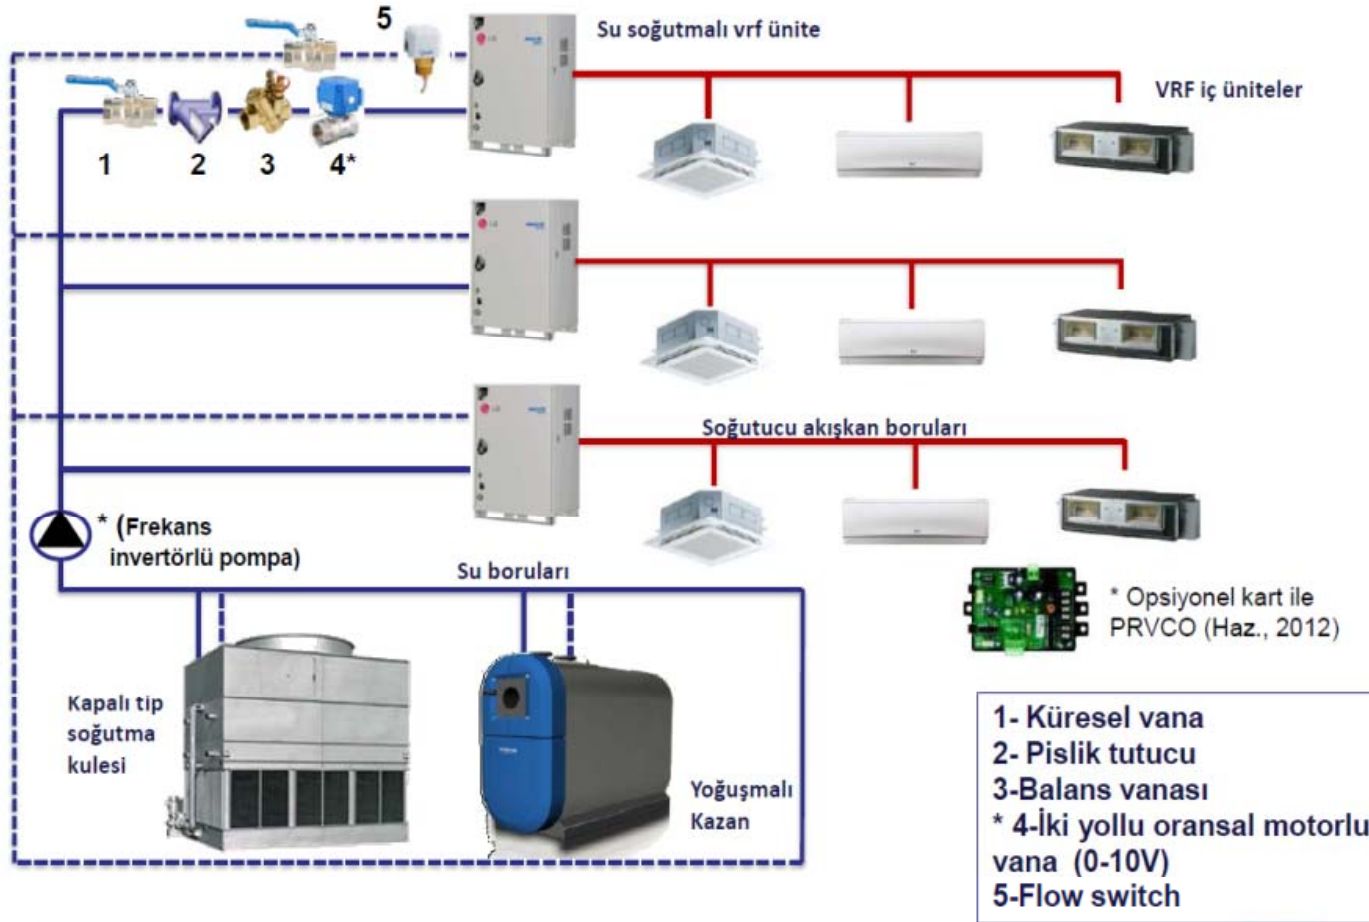 5
Su soğutmalı vrf ünite
VRF iç üniteler
1
2
3
4*
Soğutucu akışkan boruları
* (Frekans
invertörlü pompa)
Su boruları
* Opsiyonel kart ile
PRVCO (Haz., 2012)
Kapalı tip
soğutma
kulesi
Yoğuşmalı
Kazan
1- Küresel vana
2- Pislik tutucu
3-Balans vanası
* 4-İki yollu oransal motorlu
vana (0-10V)
5-Flow switch